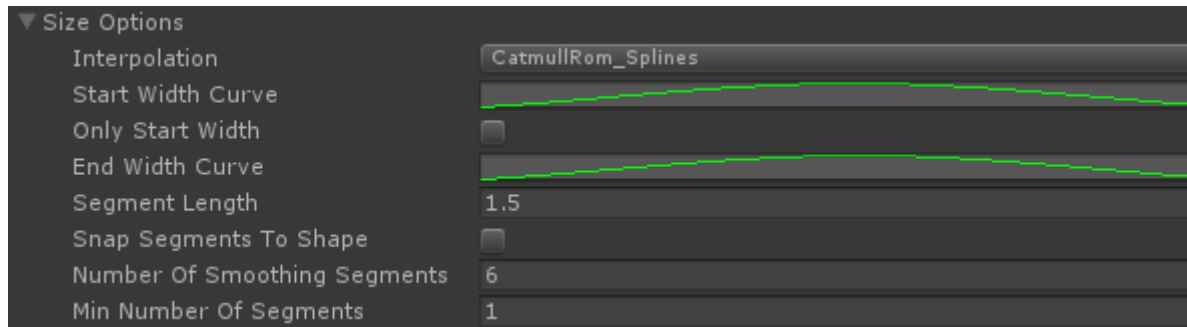 Size Options
Interpolation CatmullRom_Splines
Start Width Curve
Only Start Width
End Width Curve
Segment Length 1.5
Snap Segments To Shape
Number Of Smoothing Segments 6
Min Number Of Segments 1